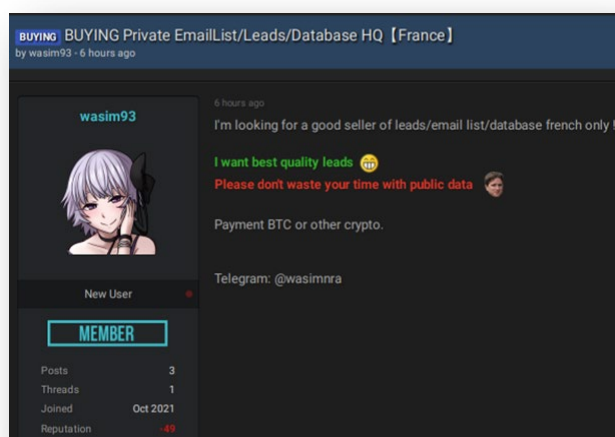 BUYING BUYING Private EmailList/Leads/Database HQ【France】
by wasim93 - 6 hours ago
wasim93
New User
MEMBER
Posts 3
Threads 1
Joined Oct 2021
Reputation -49
6 hours ago
I'm looking for a good seller of leads/email list/database french only !
I want best quality leads
Please don't waste your time with public data
Payment BTC or other crypto.
Telegram: @wasimnra